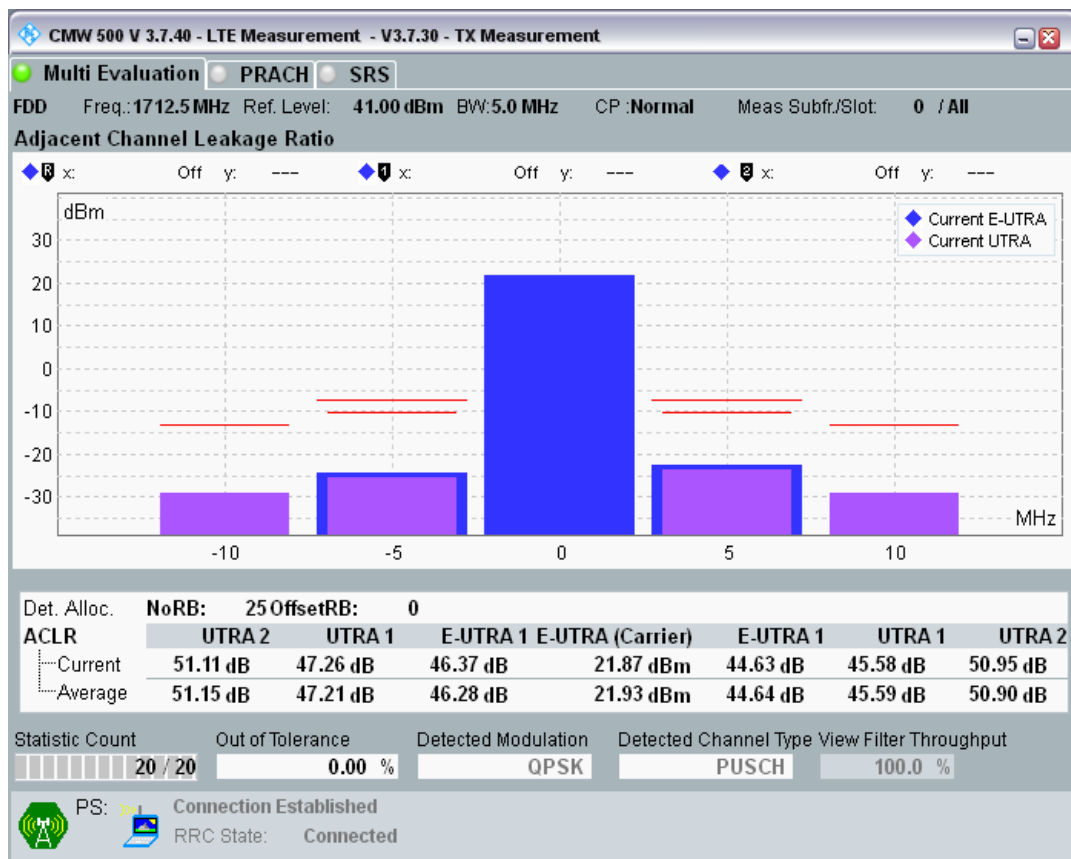 CMW 500 V 3.7.40 - LTE Measurement - V3.7.30 - TX Measurement
Multi Evaluation PRACH SRS
FDD Freq.: 1712.5 MHz Ref. Level: 41.00 dBm BW: 5.0 MHz CP : Normal Meas Subfr./Slot: 0 / All
Adjacent Channel Leakage Ratio
R x: Off y: --- 1 x: Off y: --- 2 x: Off y: ---
dBm
Current E-UTRA
Current UTRA
30
20
10
0
-10
-20
-30
MHz
-10 -5 0 5 10
Det. Alloc. NoRB: 25 OffsetRB: 0
ACLR UTRA 2 UTRA 1 E-UTRA 1 E-UTRA (Carrier) E-UTRA 1 UTRA 1 UTRA 2
Current 51.11 dB 47.26 dB 46.37 dB 21.87 dBm 44.63 dB 45.58 dB 50.95 dB
Average 51.15 dB 47.21 dB 46.28 dB 21.93 dBm 44.64 dB 45.59 dB 50.90 dB
Statistic Count Out of Tolerance Detected Modulation Detected Channel Type View Filter Throughput
20 / 20 0.00 % QPSK PUSCH 100.0 %
PS: Connection Established
RRC State: Connected